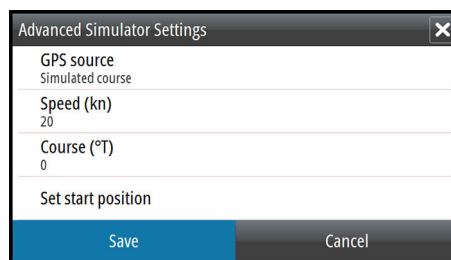 Advanced Simulator Settings
GPS source
Simulated course
Speed (kn)
20
Course (°T)
0
Set start position
Save
Cancel